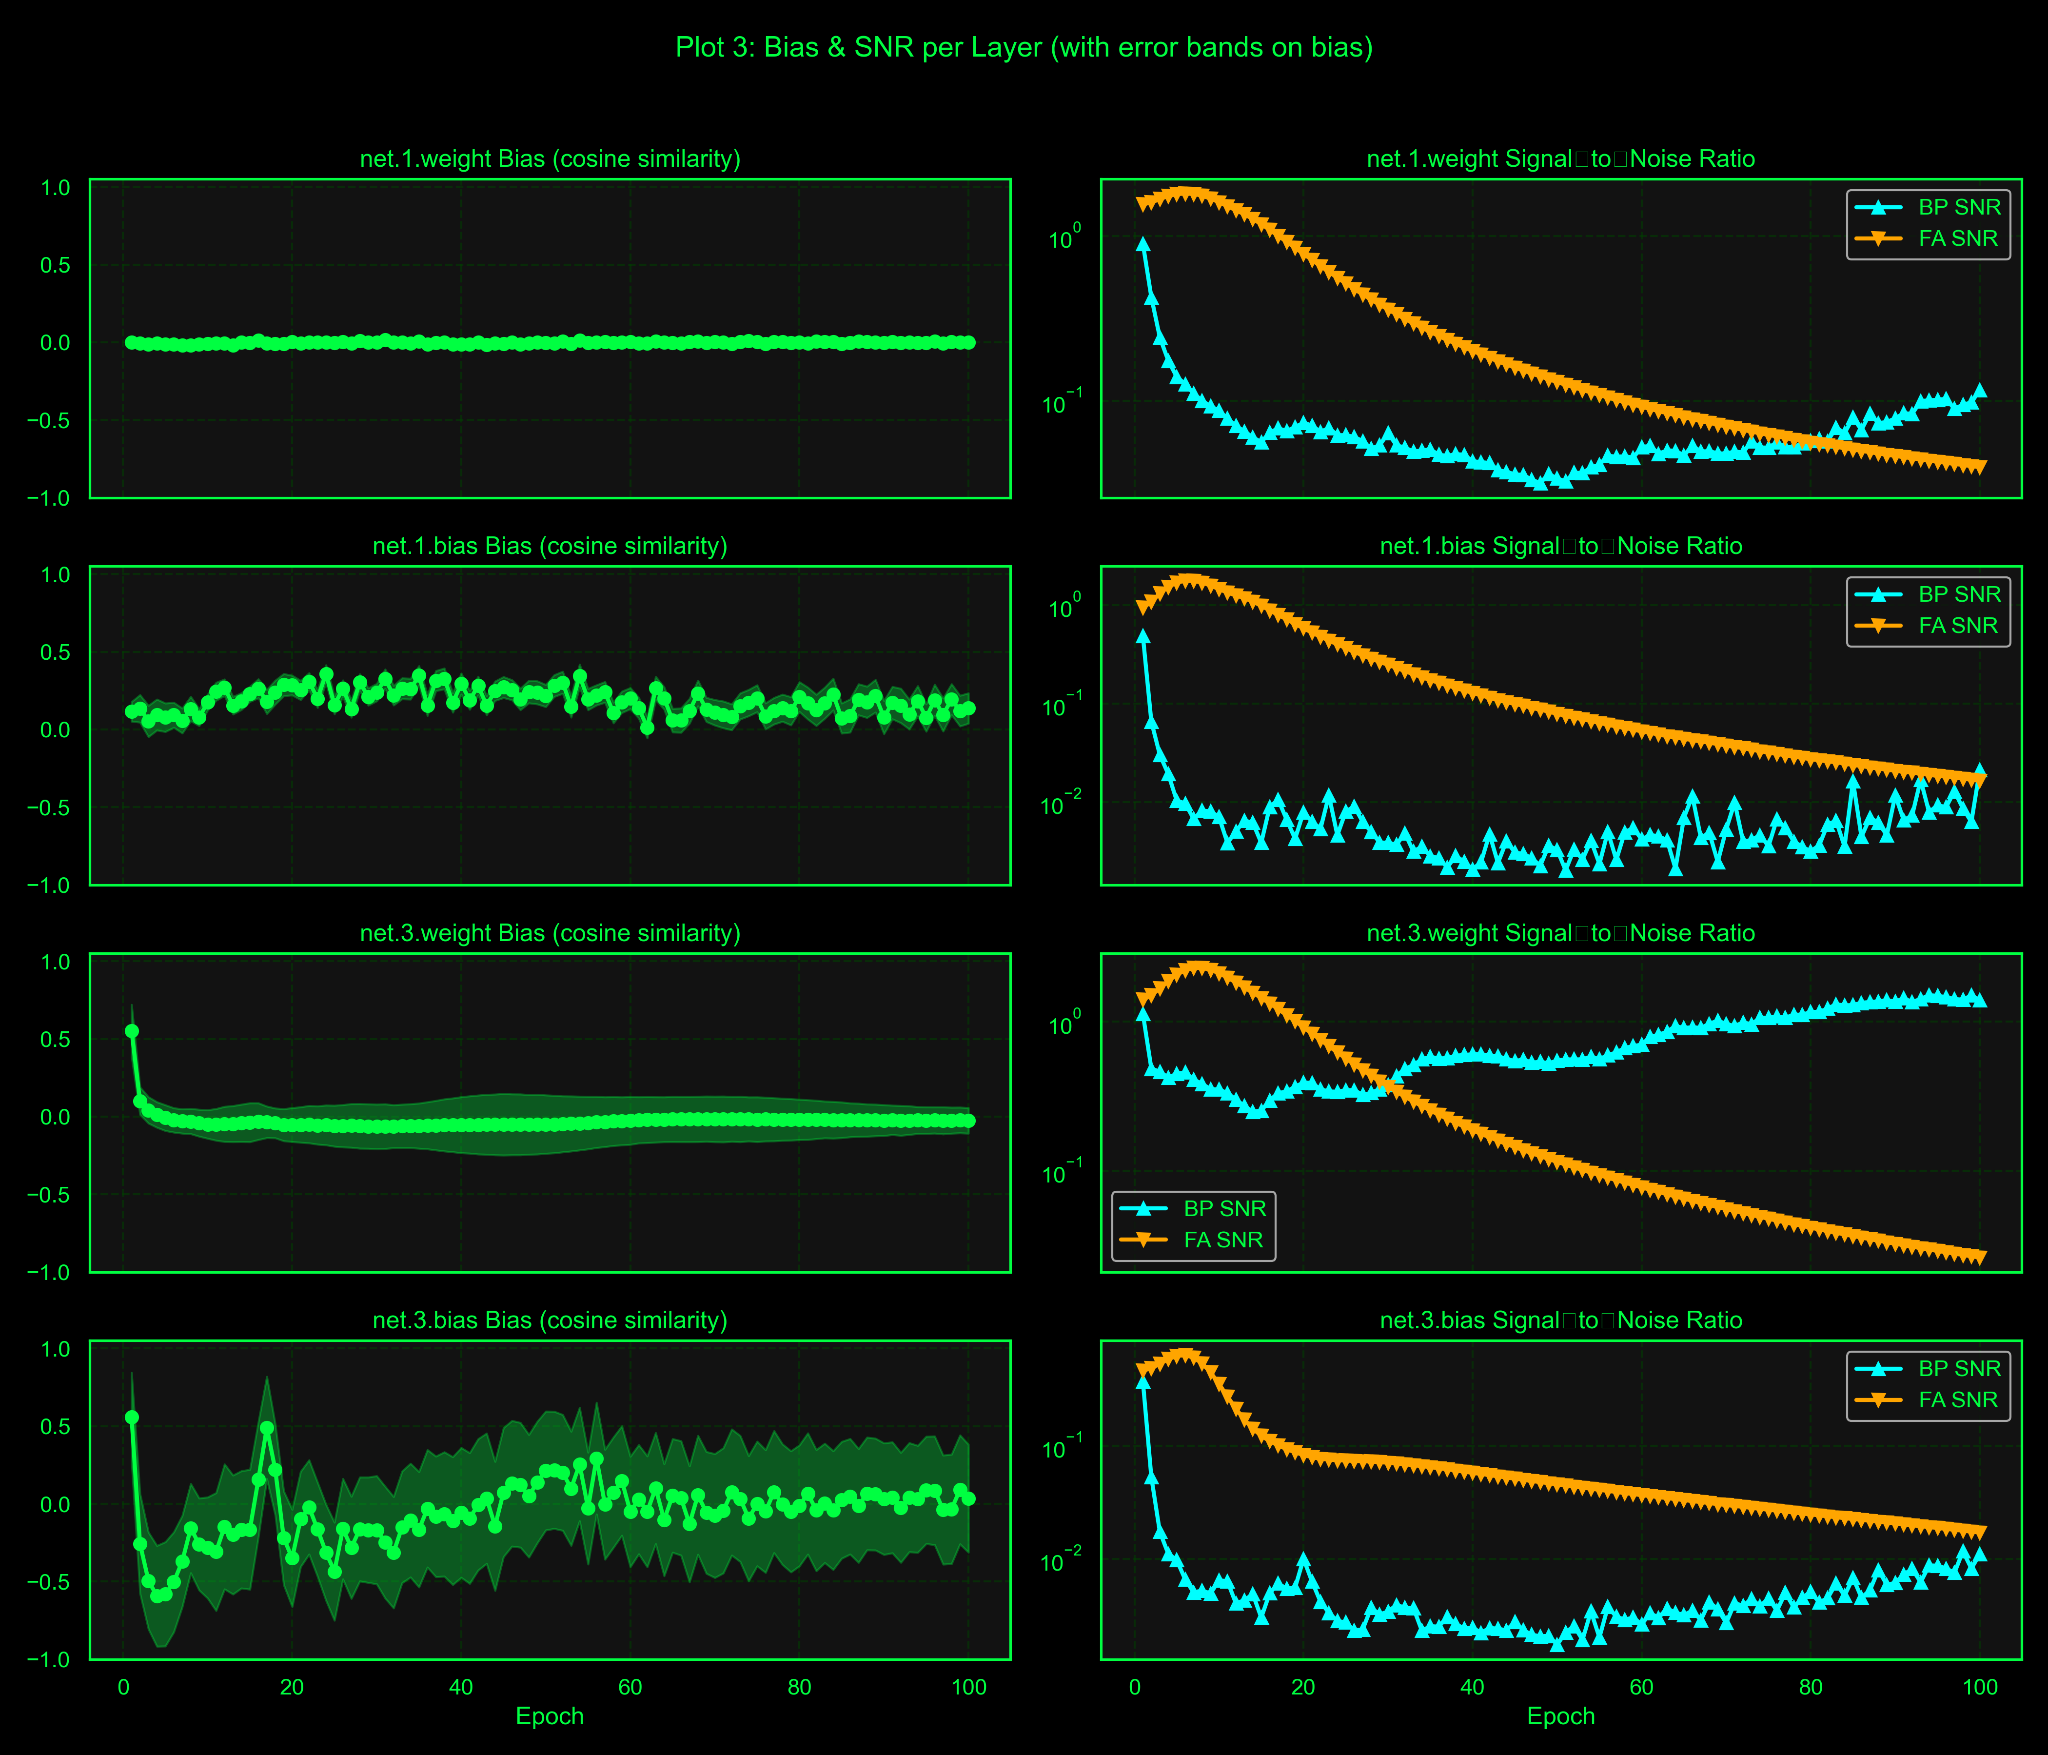 Plot 3: Bias & SNR per Layer (with error bands on bias)
net.1.weight Bias (cosine similarity)
1.0
0.5
0.0
−0.5
−1.0
net.1.weight Signal□to□Noise Ratio
10⁰
10⁻¹
BP SNR
FA SNR
net.1.bias Bias (cosine similarity)
1.0
0.5
0.0
−0.5
−1.0
net.1.bias Signal□to□Noise Ratio
10⁰
10⁻¹
10⁻²
BP SNR
FA SNR
net.3.weight Bias (cosine similarity)
1.0
0.5
0.0
−0.5
−1.0
net.3.weight Signal□to□Noise Ratio
10⁰
10⁻¹
BP SNR
FA SNR
net.3.bias Bias (cosine similarity)
1.0
0.5
0.0
−0.5
−1.0
0 20 40 60 80 100
Epoch
net.3.bias Signal□to□Noise Ratio
10⁻¹
10⁻²
BP SNR
FA SNR
0 20 40 60 80 100
Epoch